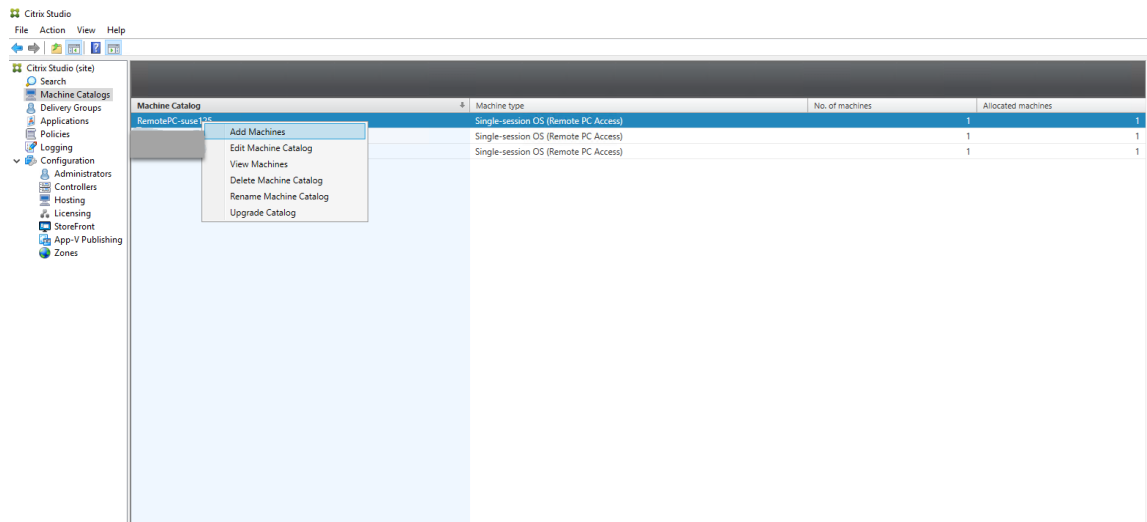 Citrix Studio
File Action View Help
Citrix Studio (site)
Search
Machine Catalogs
Delivery Groups
Applications
Policies
Logging
Configuration
Administrators
Controllers
Hosting
Licensing
StoreFront
App-V Publishing
Zones
Machine Catalog Machine type No. of machines Allocated machines
RemotePC-suse125 Single-session OS (Remote PC Access) 1 1
Single-session OS (Remote PC Access) 1 1
Single-session OS (Remote PC Access) 1 1
Add Machines
Edit Machine Catalog
View Machines
Delete Machine Catalog
Rename Machine Catalog
Upgrade Catalog